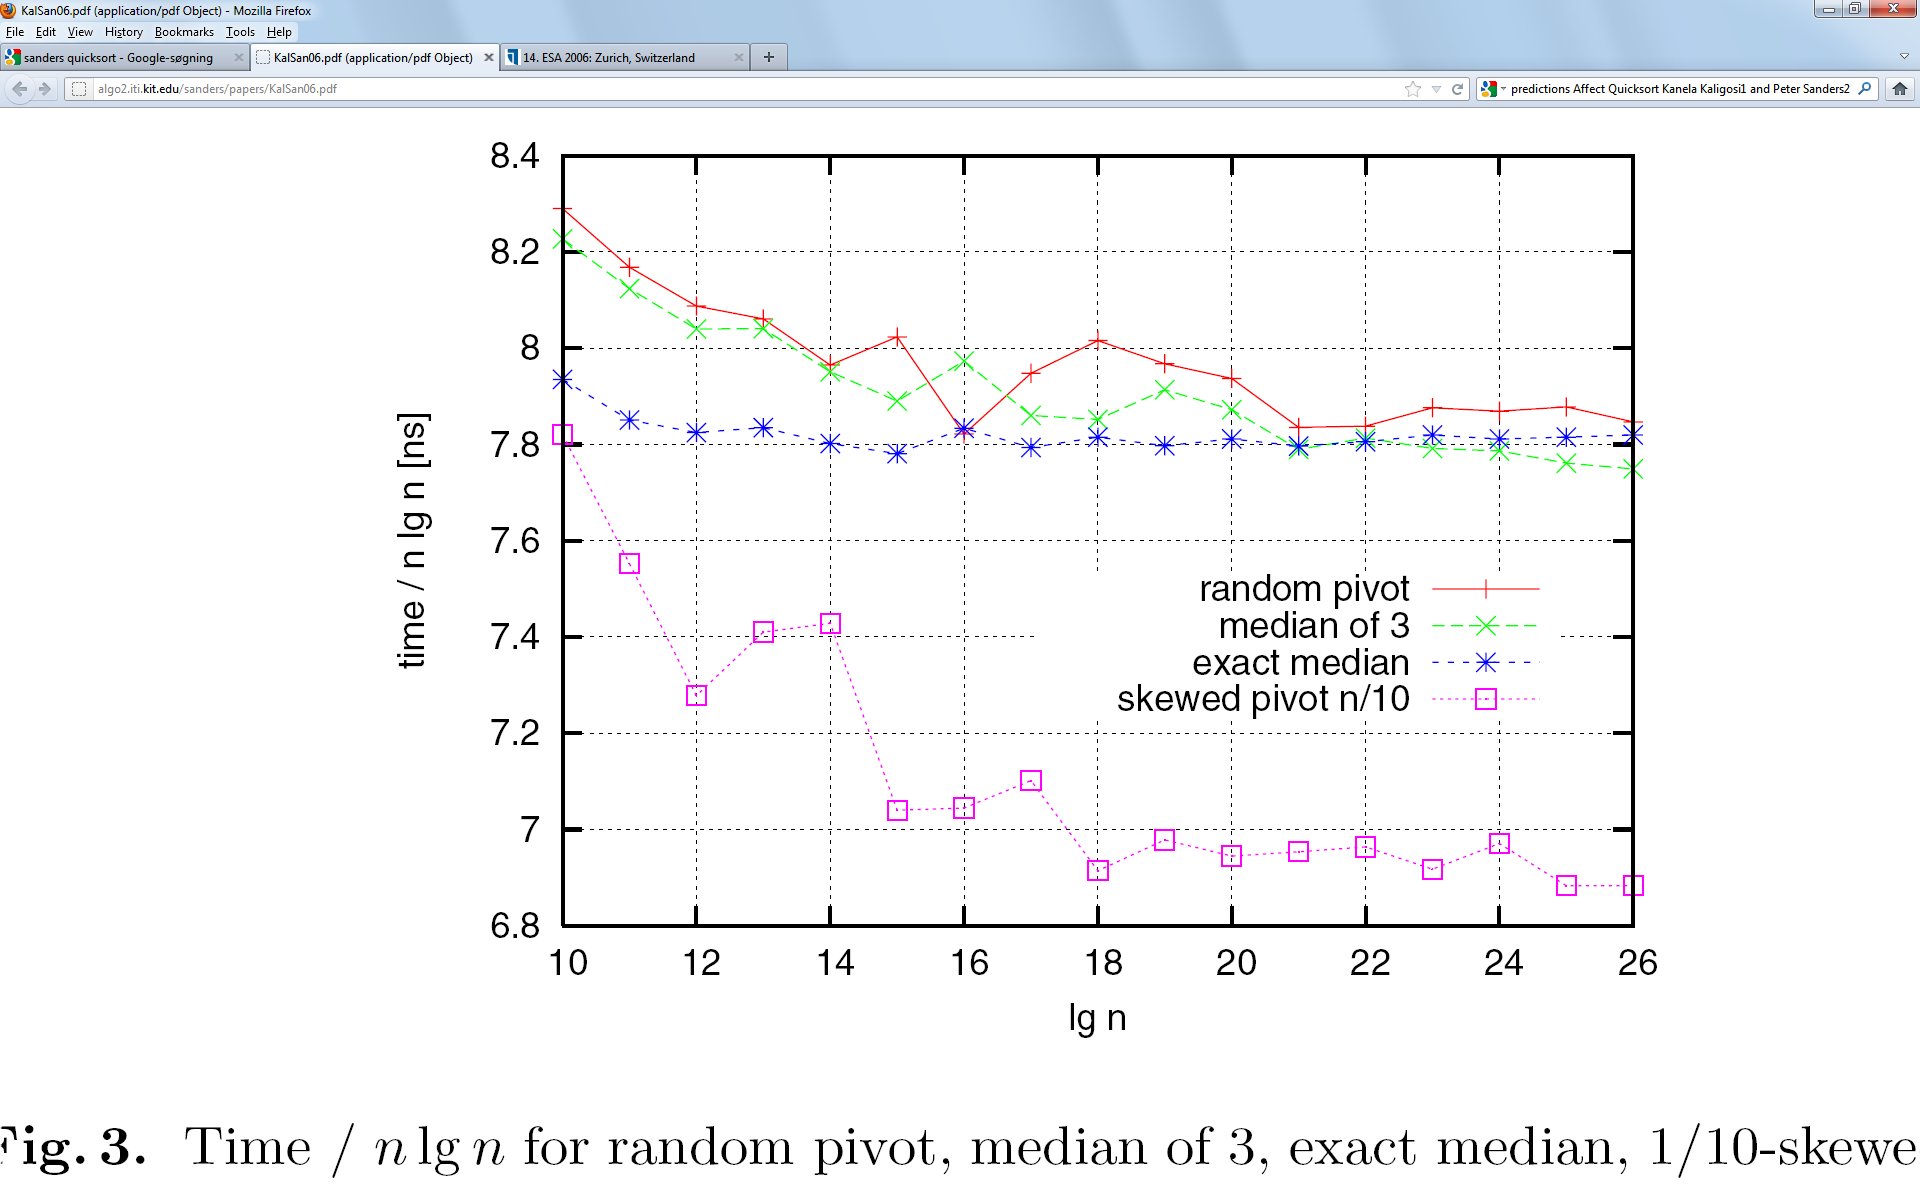 KalSan06.pdf (application/pdf Object) - Mozilla Firefox
File Edit View History Bookmarks Tools Help
sanders quicksort - Google-søgning
KalSan06.pdf (application/pdf Object)
14. ESA 2006: Zurich, Switzerland
algo2.iti.kit.edu/sanders/papers/KalSan06.pdf
predictions Affect Quicksort Kanela Kaligosi1 and Peter Sanders2
8.4
8.2
8
7.8
7.6
7.4
7.2
7
6.8
time / n lg n [ns]
random pivot
median of 3
exact median
skewed pivot n/10
10 12 14 16 18 20 22 24 26
lg n
Fig. 3. Time / n lg n for random pivot, median of 3, exact median, 1/10-skewe